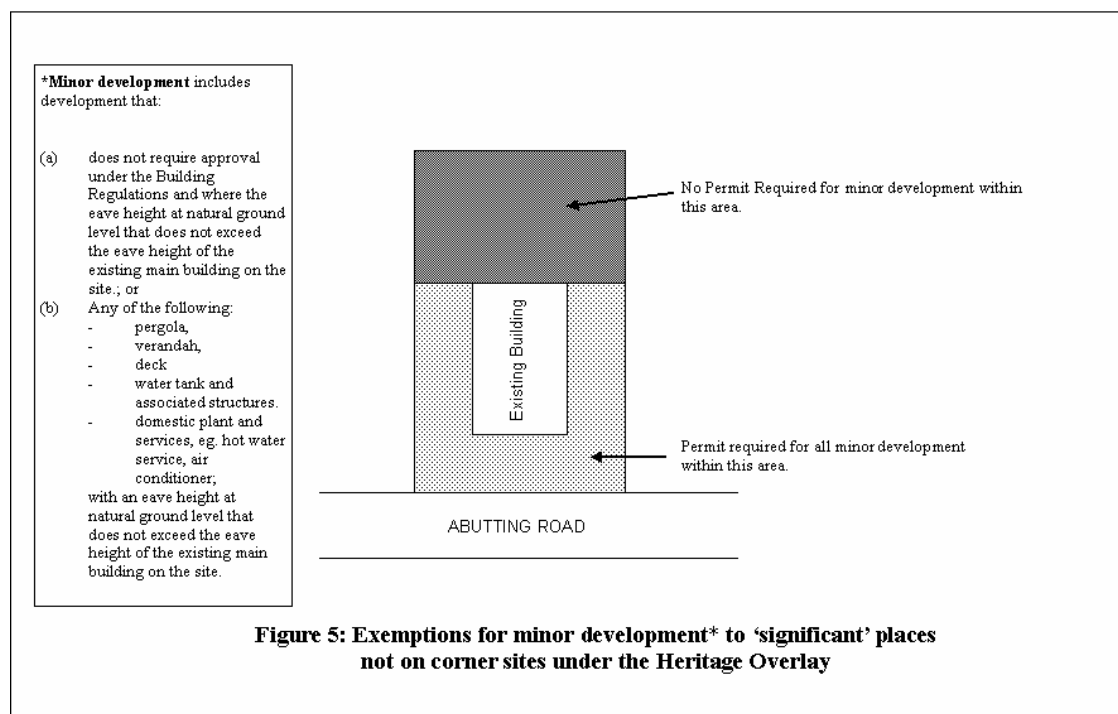 *Minor development includes
development that:
(a) does not require approval
under the Building
Regulations and where the
eave height at natural ground
level that does not exceed
the eave height of the
existing main building on the
site.; or
(b) Any of the following:
- pergola,
- verandah,
- deck
- water tank and
associated structures.
- domestic plant and
services, eg. hot water
service, air
conditioner;
with an eave height at
natural ground level that
does not exceed the eave
height of the existing main
building on the site.
No Permit Required for minor development within
this area.
Existing Building
Permit required for all minor development
within this area.
ABUTTING ROAD
Figure 5: Exemptions for minor development* to ‘significant’ places
not on corner sites under the Heritage Overlay